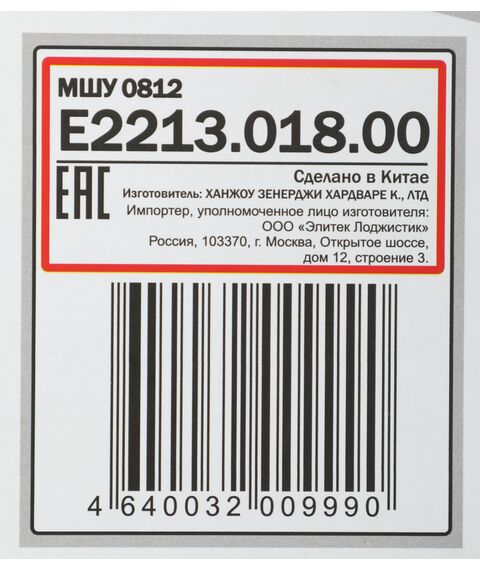 МШУ 0812
E2213.018.00
ЕАС
Сделано в Китае
Изготовитель: ХАНЖОУ ЗЕНЕРДЖИ ХАРДВАРЕ К., ЛТД
Импортер, уполномоченное лицо изготовителя:
ООО «Элитек Лоджистик»
Россия, 103370, г. Москва, Открытое шоссе,
дом 12, строение 3.
4 640032 009990